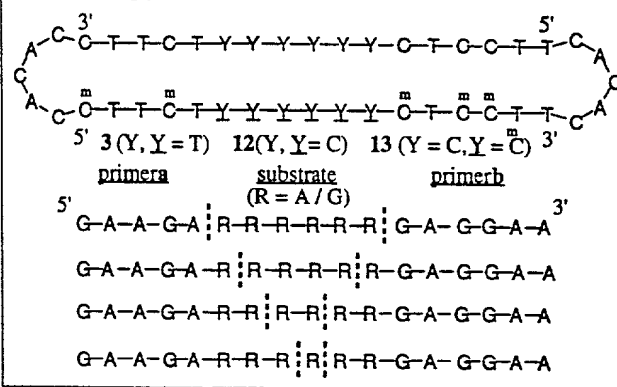 3' 5'
C-C-T-T-C-T-Y-Y-Y-Y-Y-Y-C-T-C-C-T-T-C
A A
C C
A A
m m m m m
C-C-T-T-C-T-Y-Y-Y-Y-Y-Y-C-T-C-C-T-T-C
5' 3 (Y, Y = T) 12(Y, Y= C) 13 (Y = C, Y = C) 3'
primera substrate primerb
(R = A / G)
5' 3'
G-A-A-G-A R-R-R-R-R-R G-A-G-G-A-A
G-A-A-G-A-R R-R-R-R R-G-A-G-G-A-A
G-A-A-G-A-R-R R-R R-R-G-A-G-G-A-A
G-A-A-G-A-R-R-R R R-R-G-A-G-G-A-A